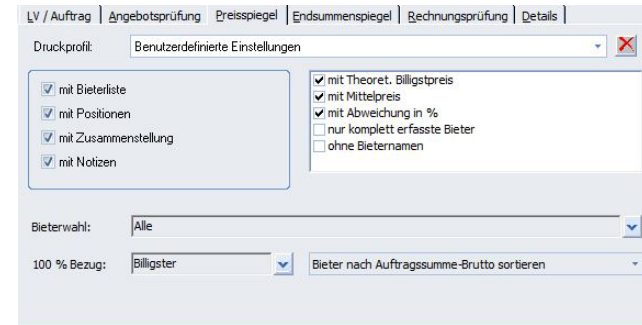 LV / Auftrag Angebotsprüfung Preisspiegel Endsummenspiegel Rechnungsprüfung Details
Druckprofil: Benutzerdefinierte Einstellungen
mit Bieterliste
mit Positionen
mit Zusammenstellung
mit Notizen
mit Theoret. Billigstpreis
mit Mittelpreis
mit Abweichung in %
nur komplett erfasste Bieter
ohne Bieternamen
Bieterwahl: Alle
100 % Bezug: Billigster Bieter nach Auftragssumme-Brutto sortieren